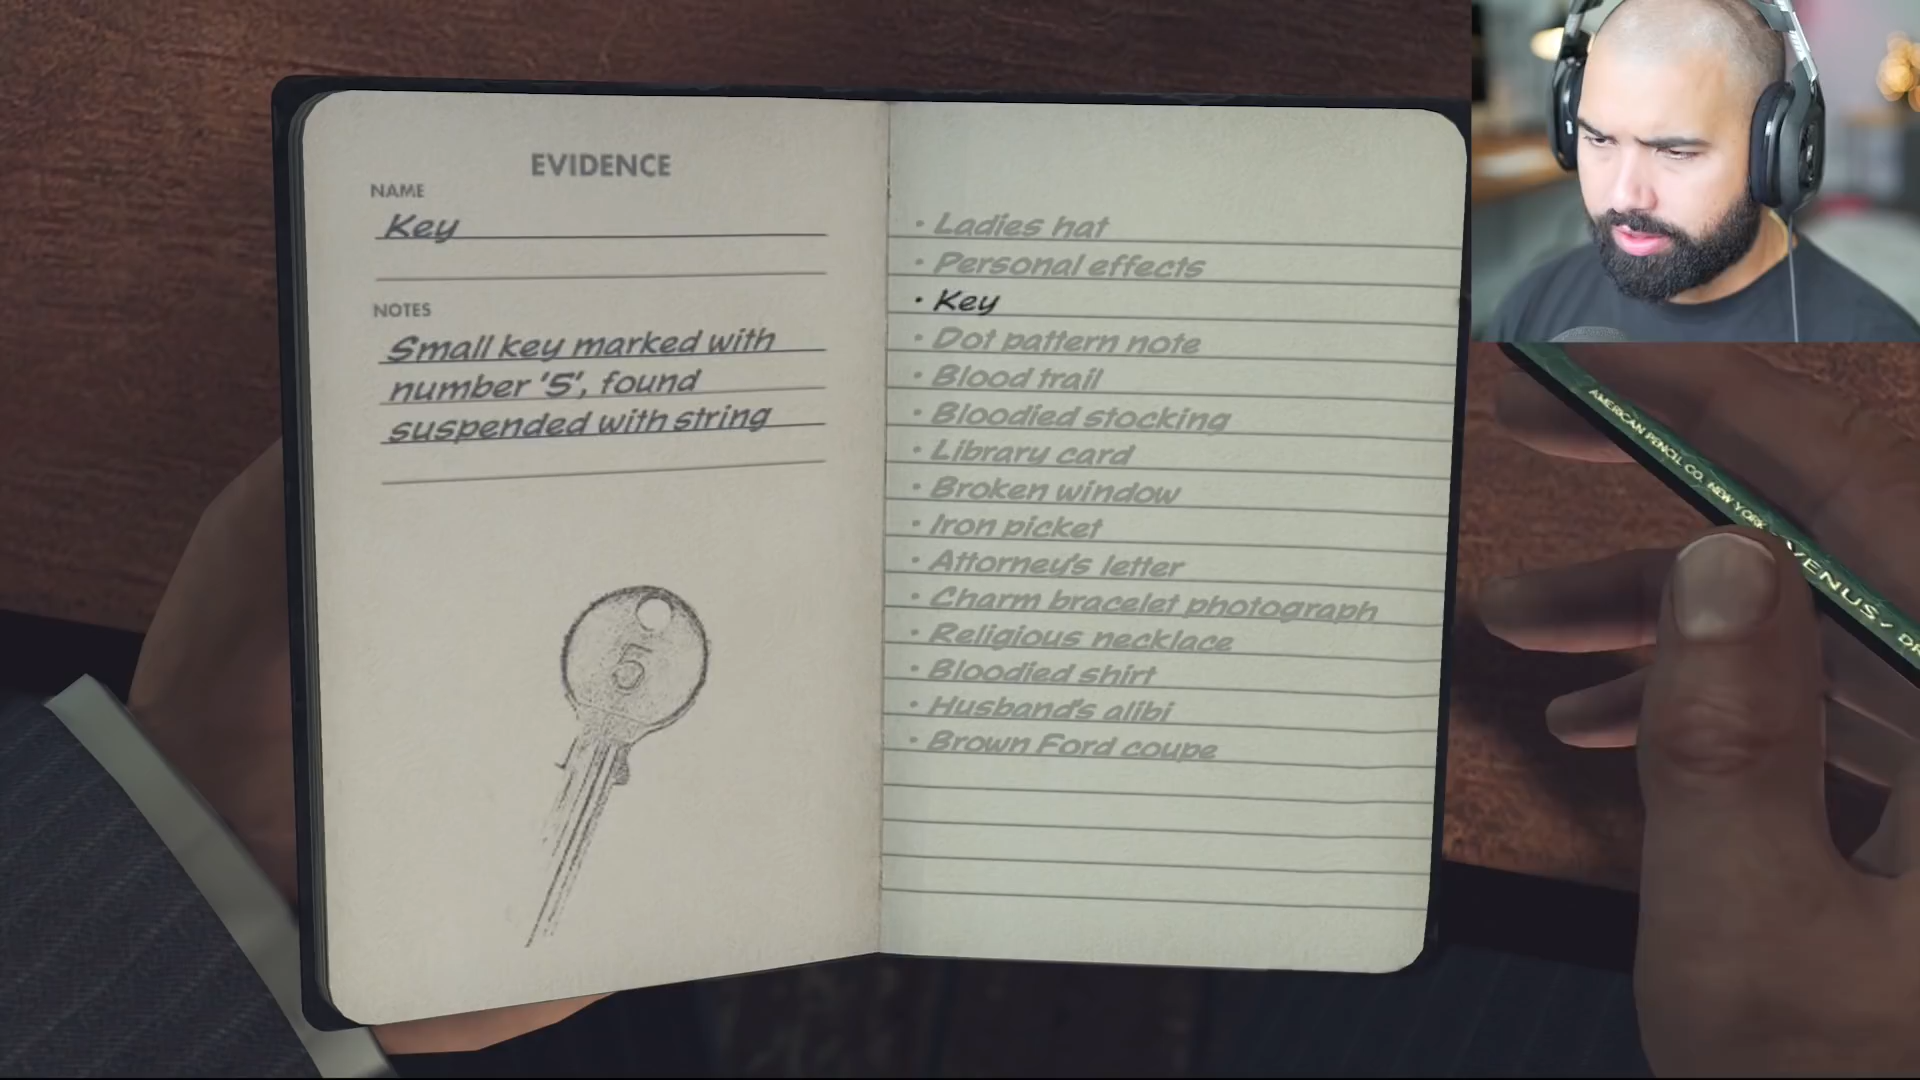 EVIDENCE
NAME
Key
NOTES
Small key marked with
number '5', found
suspended with string
5
• Ladies hat
• Personal effects
• Key
• Dot pattern note
• Blood trail
• Bloodied stocking
• Library card
• Broken window
• Iron picket
• Attorney's letter
• Charm bracelet photograph
• Religious necklace
• Bloodied shirt
• Husband's alibi
• Brown Ford coupe
AMERICAN PENCIL CO. NEW YORK
VENUS